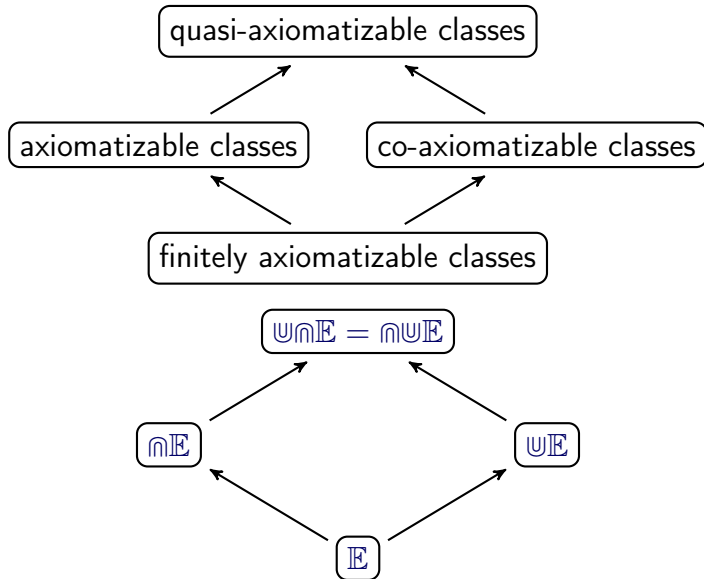 quasi-axiomatizable classes
axiomatizable classes
co-axiomatizable classes
finitely axiomatizable classes
⋓⋒𝔼 = ⋒⋓𝔼
⋒𝔼
⋓𝔼
𝔼